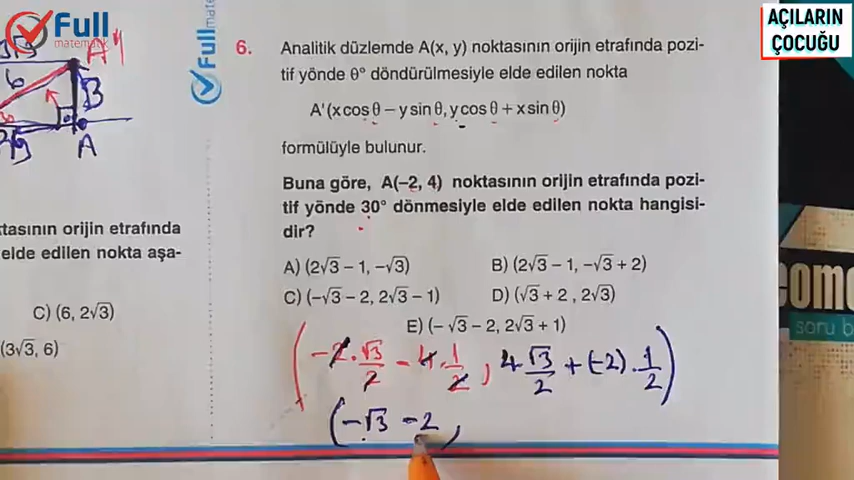 Full
matematik
AÇILARIN
ÇOCUĞU
Full
6
A
6. Analitik düzlemde A(x, y) noktasının orijin etrafında pozi-
tif yönde θ° döndürülmesiyle elde edilen nokta
A'(x cos θ – y sin θ, y cos θ + x sin θ)
formülüyle bulunur.
Buna göre, A(–2, 4) noktasının orijin etrafında pozi-
tif yönde 30° dönmesiyle elde edilen nokta hangisi-
dir?
A) (2√3 – 1, –√3)
B) (2√3 – 1, –√3 + 2)
C) (–√3 – 2, 2√3 – 1)
D) (√3 + 2 , 2√3)
E) (– √3 – 2, 2√3 + 1)
(-2·√3/2 - 4·1/2 , 4·√3/2 + (-2)·1/2)
(-√3 -2 ,
ktasının orijin etrafında
elde edilen nokta aşa-
C) (6, 2√3)
(3√3, 6)
soru b